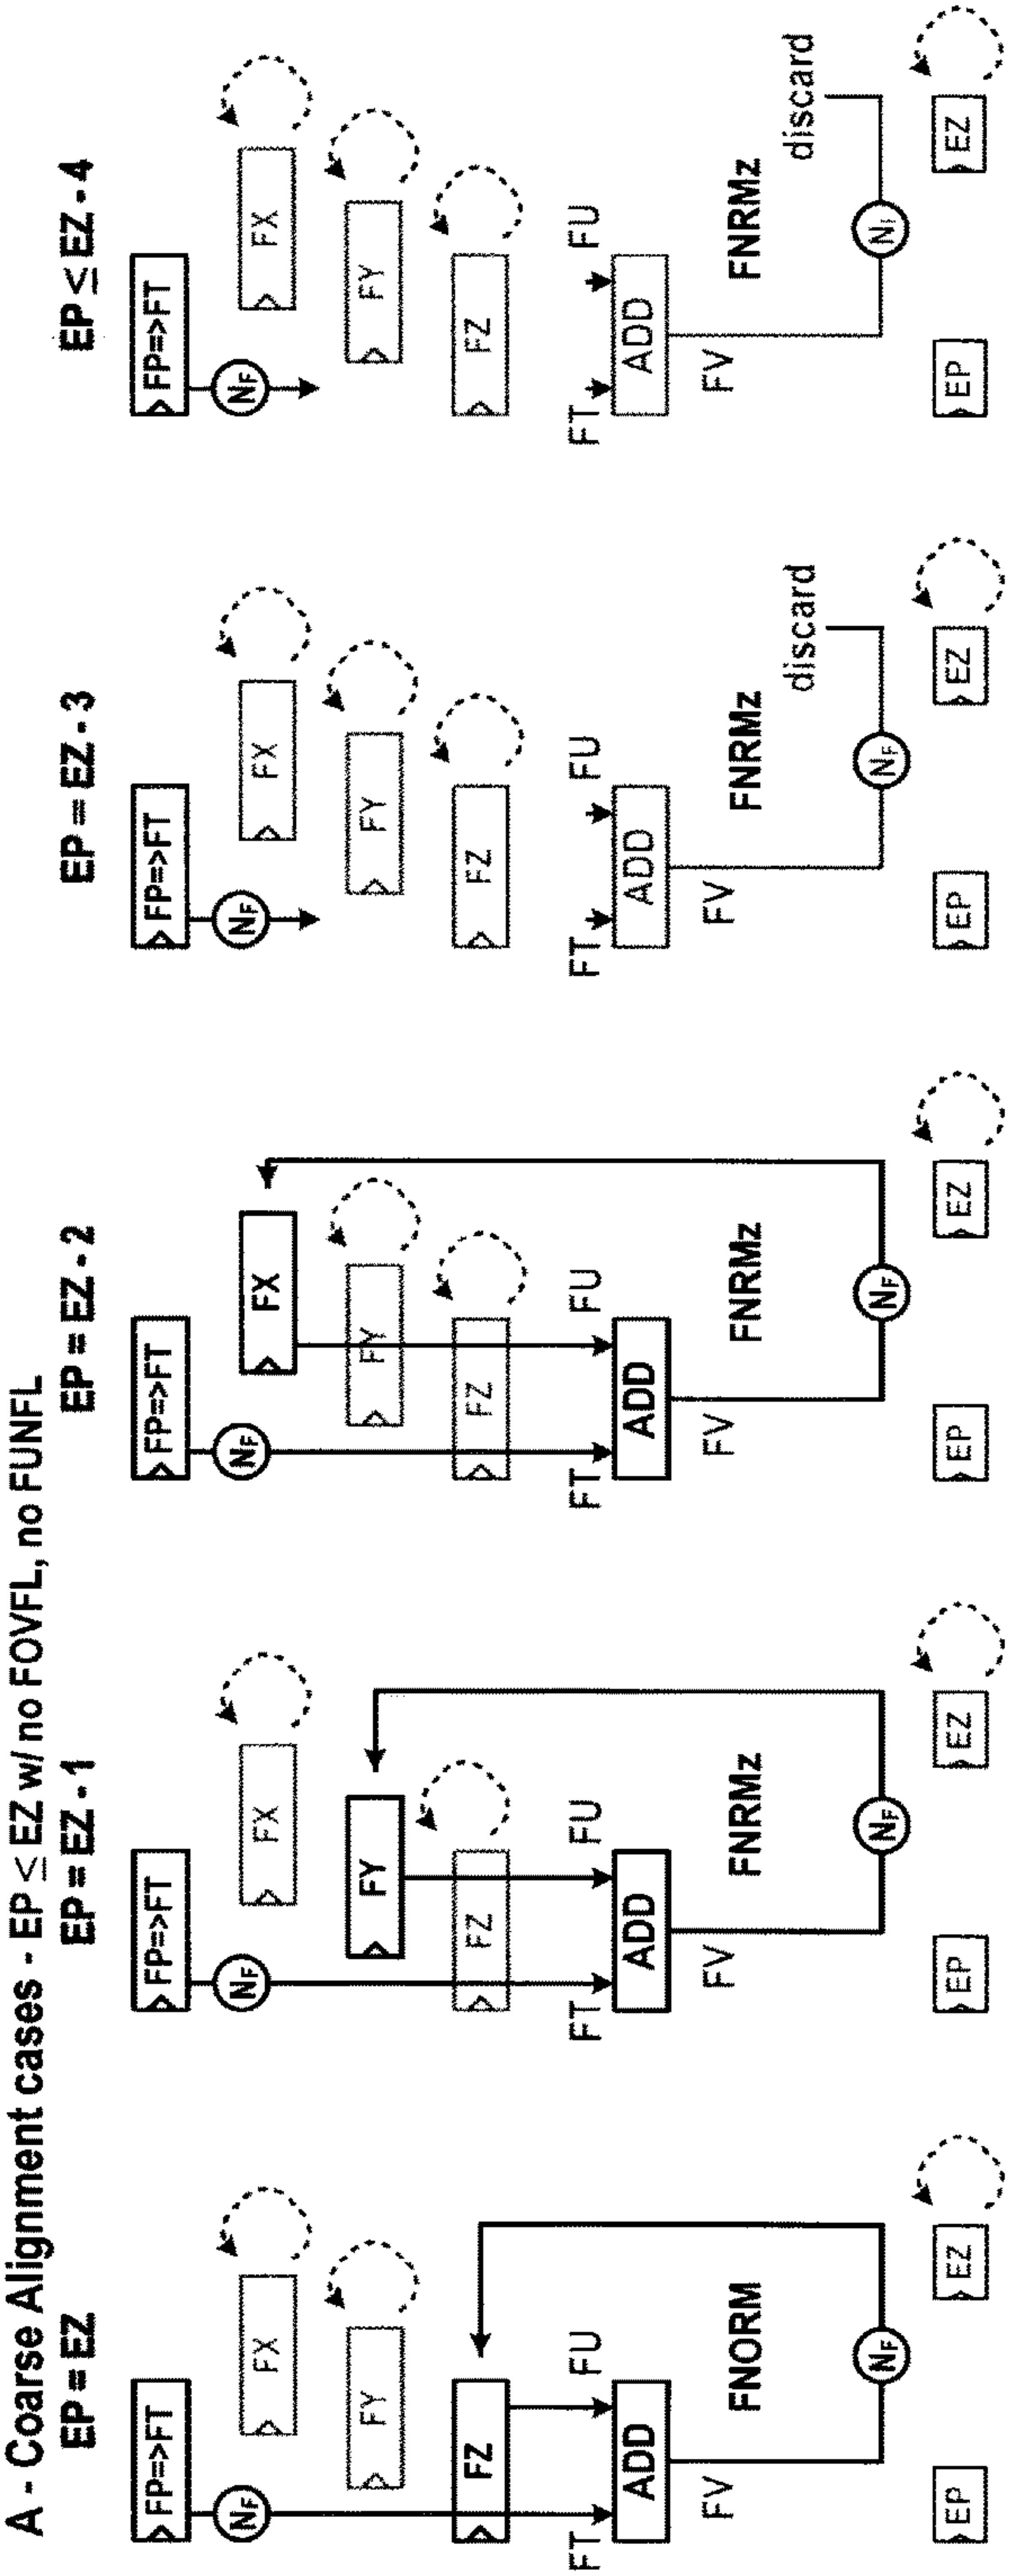 A - Coarse Alignment cases - EP ≤ EZ w/ no FOVFL, no FUNFL
EP = EZ
FP=>FT
NF
FX
FY
FZ
FT
FU
ADD
FV
FNORM
NF
EP
EZ
EP = EZ - 1
FP=>FT
NF
FX
FY
FZ
FT
FU
ADD
FV
FNRMz
NF
EP
EZ
EP = EZ - 2
FP=>FT
NF
FX
FY
FZ
FT
FU
ADD
FV
FNRMz
NF
EP
EZ
EP = EZ - 3
FP=>FT
NF
FX
FY
FZ
FT
FU
ADD
FV
FNRMz
discard
NF
EP
EZ
EP ≤ EZ - 4
FP=>FT
NF
FX
FY
FZ
FT
FU
ADD
FV
FNRMz
discard
NF
EP
EZ